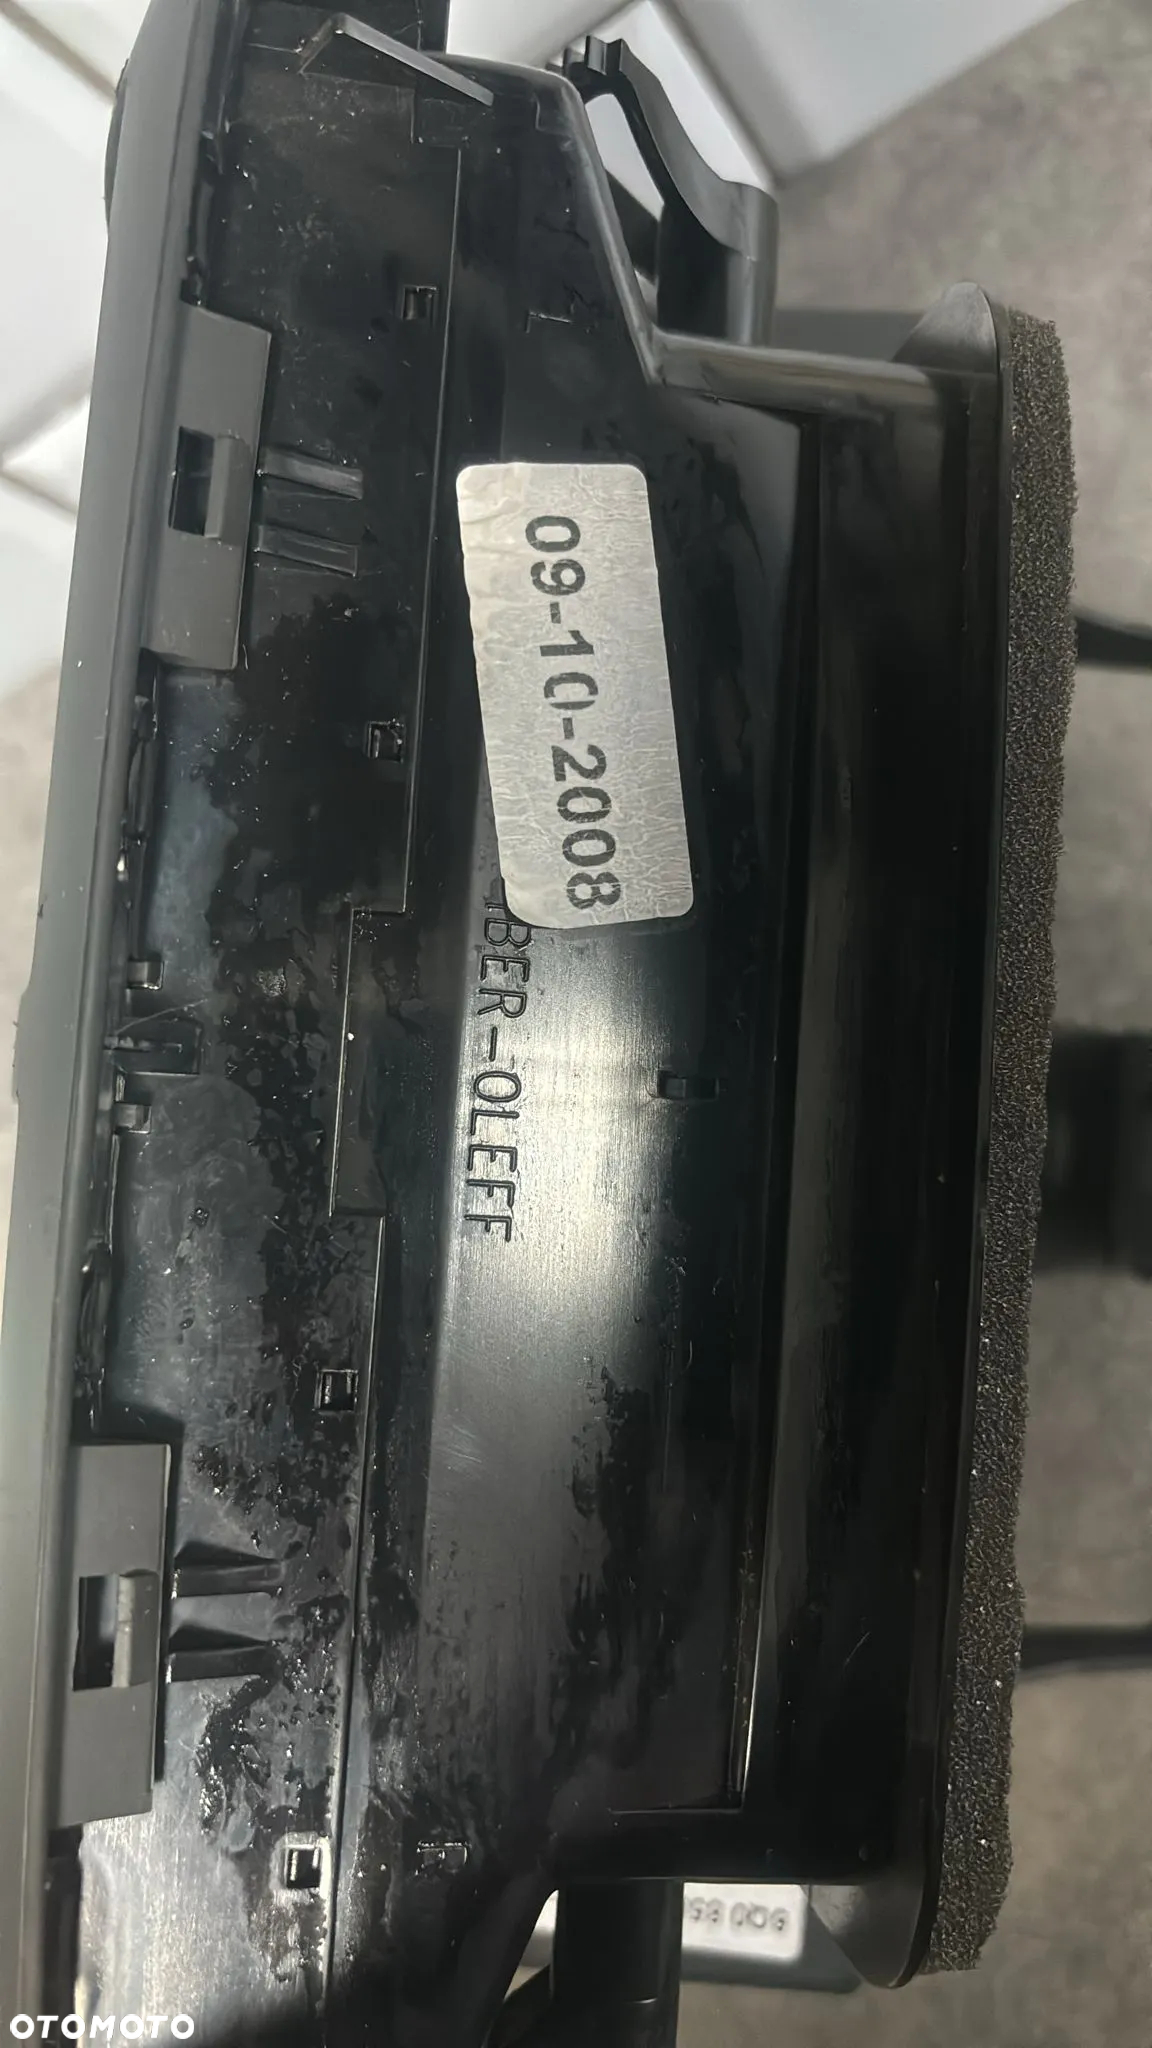 L
09-10-2008
BER-OLEFF
R
OTOMOTO